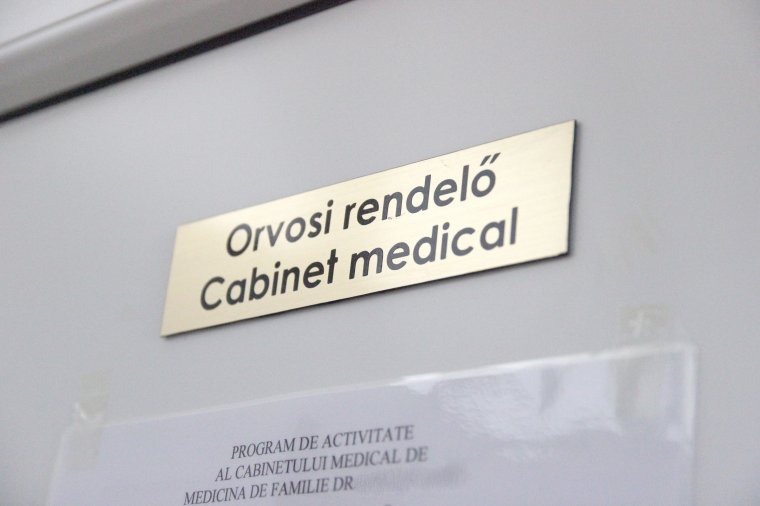 Orvosi rendelő
Cabinet medical
PROGRAM DE ACTIVITATE
AL CABINETULUI MEDICAL DE
MEDICINA DE FAMILIE DR